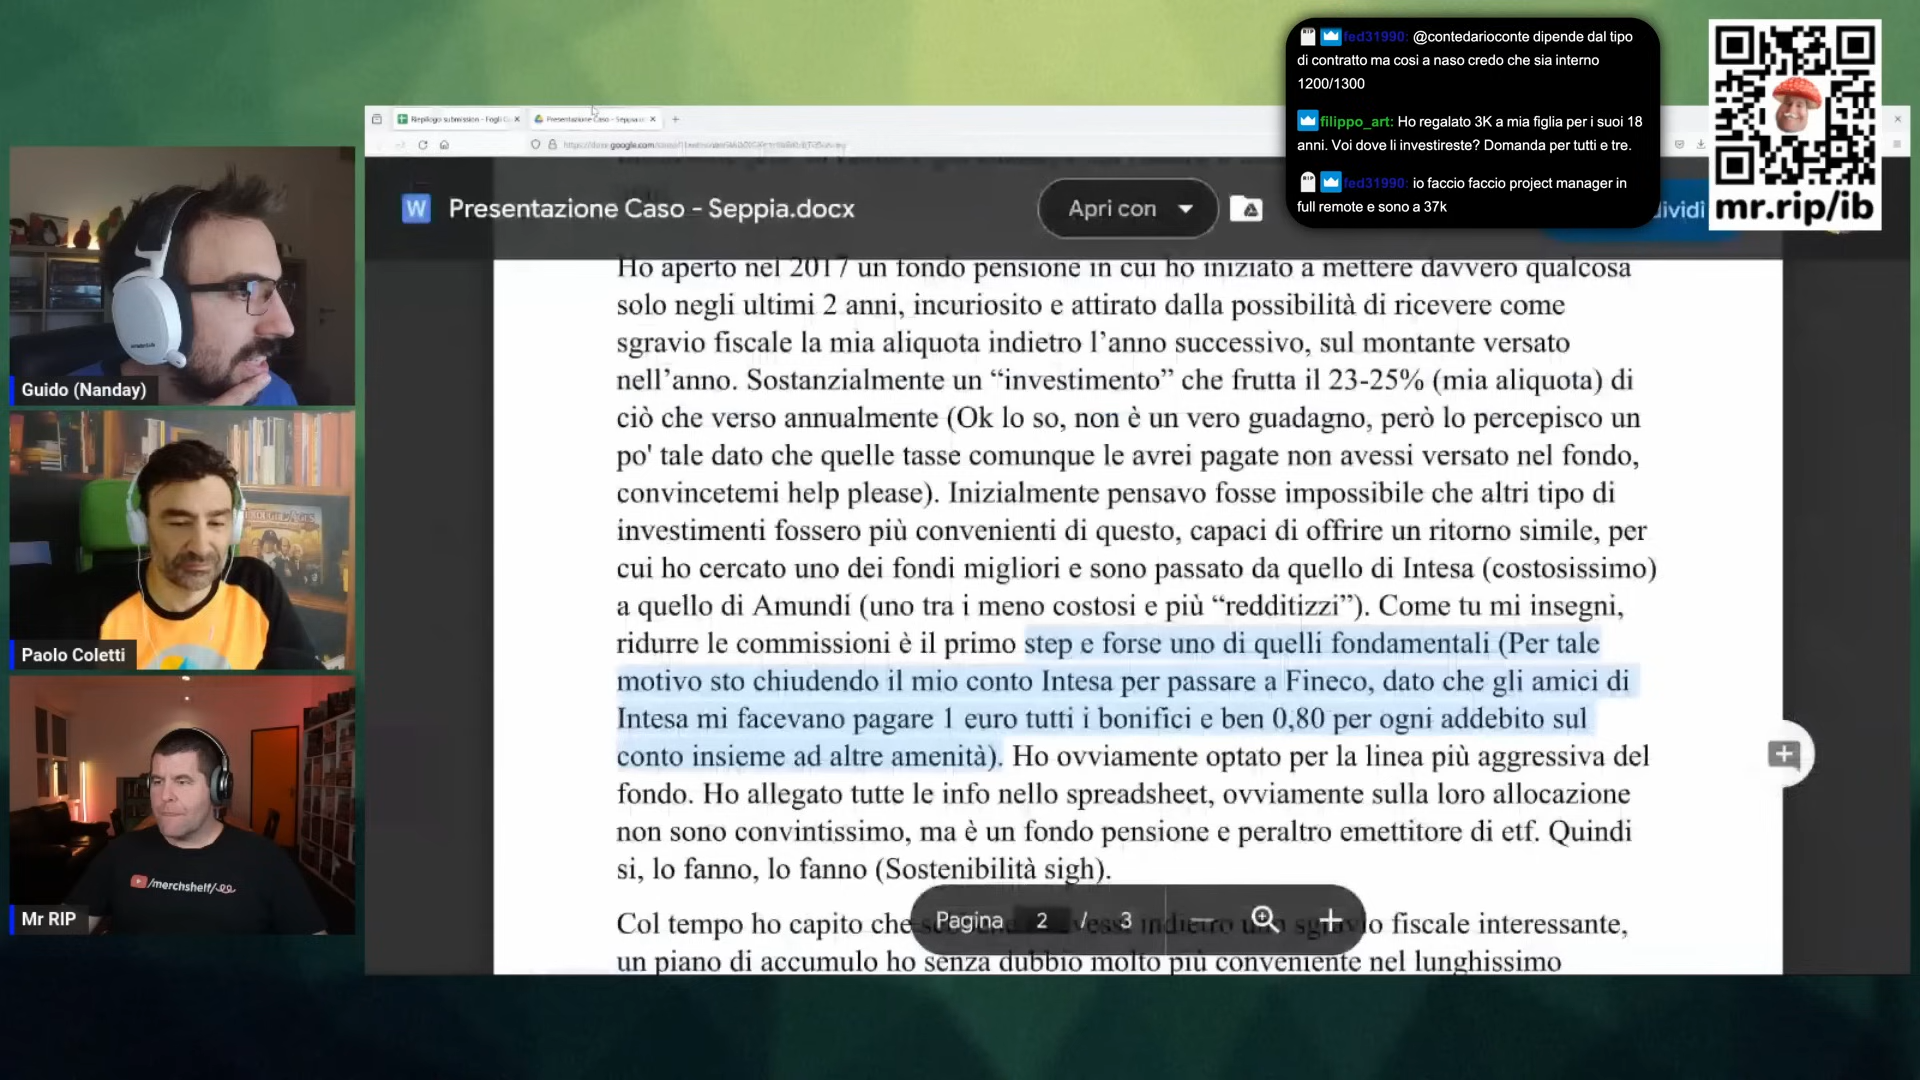 fed31990: @contedarioconte dipende dal tipo
di contratto ma cosi a naso credo che sia interno
1200/1300
filippo_art: Ho regalato 3K a mia figlia per i suoi 18
anni. Voi dove li investireste? Domanda per tutti e tre.
fed31990: io faccio faccio project manager in
full remote e sono a 37k
mr.rip/ib
Riepilogo submission - Fogli
Presentazione Caso - Seppia
Presentazione Caso - Seppia.docx
Apri con
Ho aperto nel 2017 un fondo pensione in cui ho iniziato a mettere davvero qualcosa
solo negli ultimi 2 anni, incuriosito e attirato dalla possibilità di ricevere come
sgravio fiscale la mia aliquota indietro l’anno successivo, sul montante versato
nell’anno. Sostanzialmente un “investimento” che frutta il 23-25% (mia aliquota) di
ciò che verso annualmente (Ok lo so, non è un vero guadagno, però lo percepisco un
po' tale dato che quelle tasse comunque le avrei pagate non avessi versato nel fondo,
convincetemi help please). Inizialmente pensavo fosse impossibile che altri tipo di
investimenti fossero più convenienti di questo, capaci di offrire un ritorno simile, per
cui ho cercato uno dei fondi migliori e sono passato da quello di Intesa (costosissimo)
a quello di Amundi (uno tra i meno costosi e più “redditizzi”). Come tu mi insegni,
ridurre le commissioni è il primo step e forse uno di quelli fondamentali (Per tale
motivo sto chiudendo il mio conto Intesa per passare a Fineco, dato che gli amici di
Intesa mi facevano pagare 1 euro tutti i bonifici e ben 0,80 per ogni addebito sul
conto insieme ad altre amenità). Ho ovviamente optato per la linea più aggressiva del
fondo. Ho allegato tutte le info nello spreadsheet, ovviamente sulla loro allocazione
non sono convintissimo, ma è un fondo pensione e peraltro emettitore di etf. Quindi
si, lo fanno, lo fanno (Sostenibilità sigh).
Col tempo ho capito che indietro fiscale interessante,
un piano di accumulo ho senza dubbio molto più conveniente nel lunghissimo
Pagina 2 / 3
Guido (Nanday)
Paolo Coletti
/merchshelf/
Mr RIP